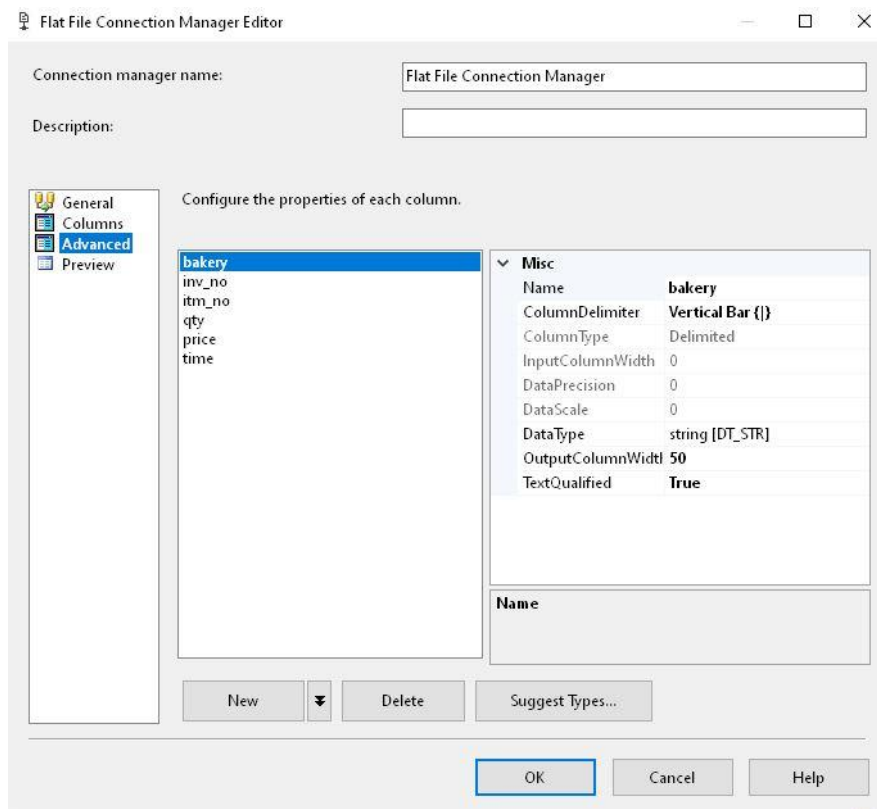 Flat File Connection Manager Editor
Connection manager name:
Flat File Connection Manager
Description:
General
Columns
Advanced
Preview
Configure the properties of each column.
bakery
inv_no
itm_no
qty
price
time
Misc
Name bakery
ColumnDelimiter Vertical Bar {|}
ColumnType Delimited
InputColumnWidth 0
DataPrecision 0
DataScale 0
DataType string [DT_STR]
OutputColumnWidtl 50
TextQualified True
Name
New
Delete
Suggest Types...
OK
Cancel
Help